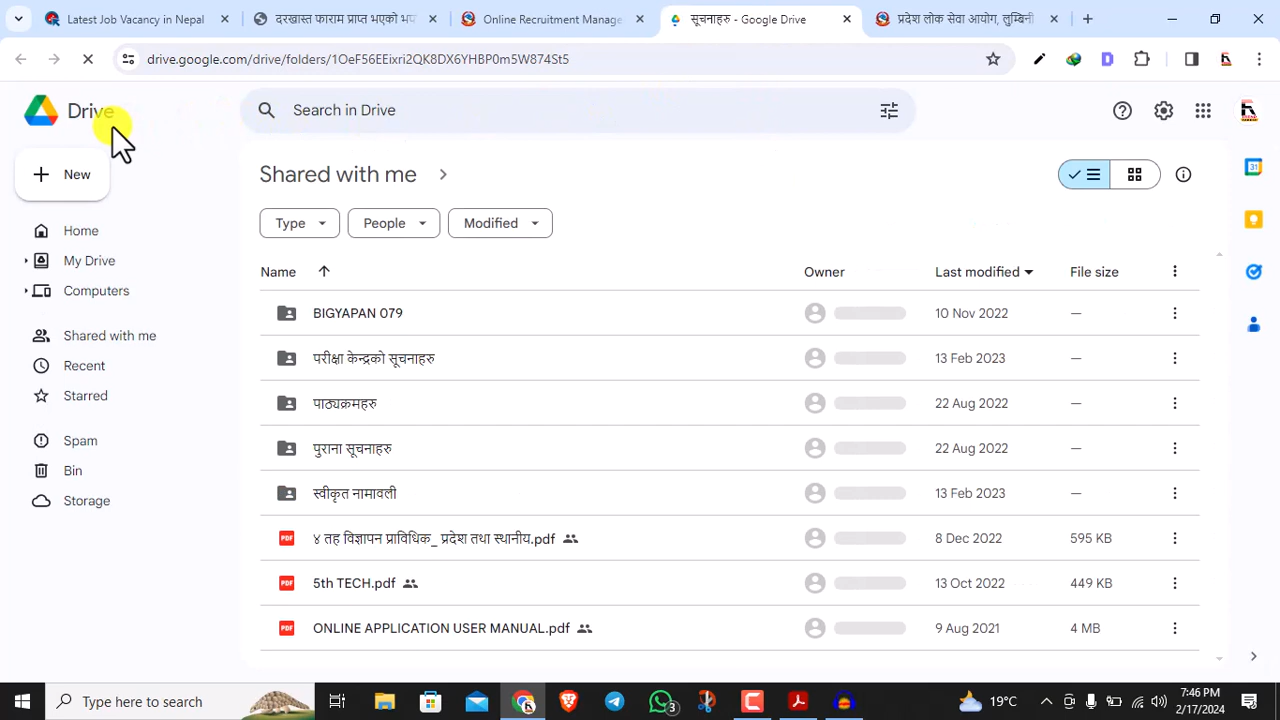 Latest Job Vacancy in Nepal
दरखास्त फाराम प्राप्त भएको भप
Online Recruitment Manage
सूचनाहरु - Google Drive
प्रदेश लोक सेवा आयोग, लुम्बिनी
drive.google.com/drive/folders/1OeF56EEixri2QK8DX6YHBP0m5W874St5
Drive
Search in Drive
New
Home
My Drive
Computers
Shared with me
Recent
Starred
Spam
Bin
Storage
Shared with me
Type
People
Modified
Name Owner Last modified File size
BIGYAPAN 079 10 Nov 2022 —
परीक्षा केन्द्रको सूचनाहरु 13 Feb 2023 —
पाठ्यक्रमहरु 22 Aug 2022 —
पुराना सूचनाहरु 22 Aug 2022 —
स्वीकृत नामावली 13 Feb 2023 —
४ तह विज्ञापन प्राविधिक_ प्रदेश तथा स्थानीय.pdf 8 Dec 2022 595 KB
5th TECH.pdf 13 Oct 2022 449 KB
ONLINE APPLICATION USER MANUAL.pdf 9 Aug 2021 4 MB
31
Type here to search
3
19°C
7:46 PM
2/17/2024